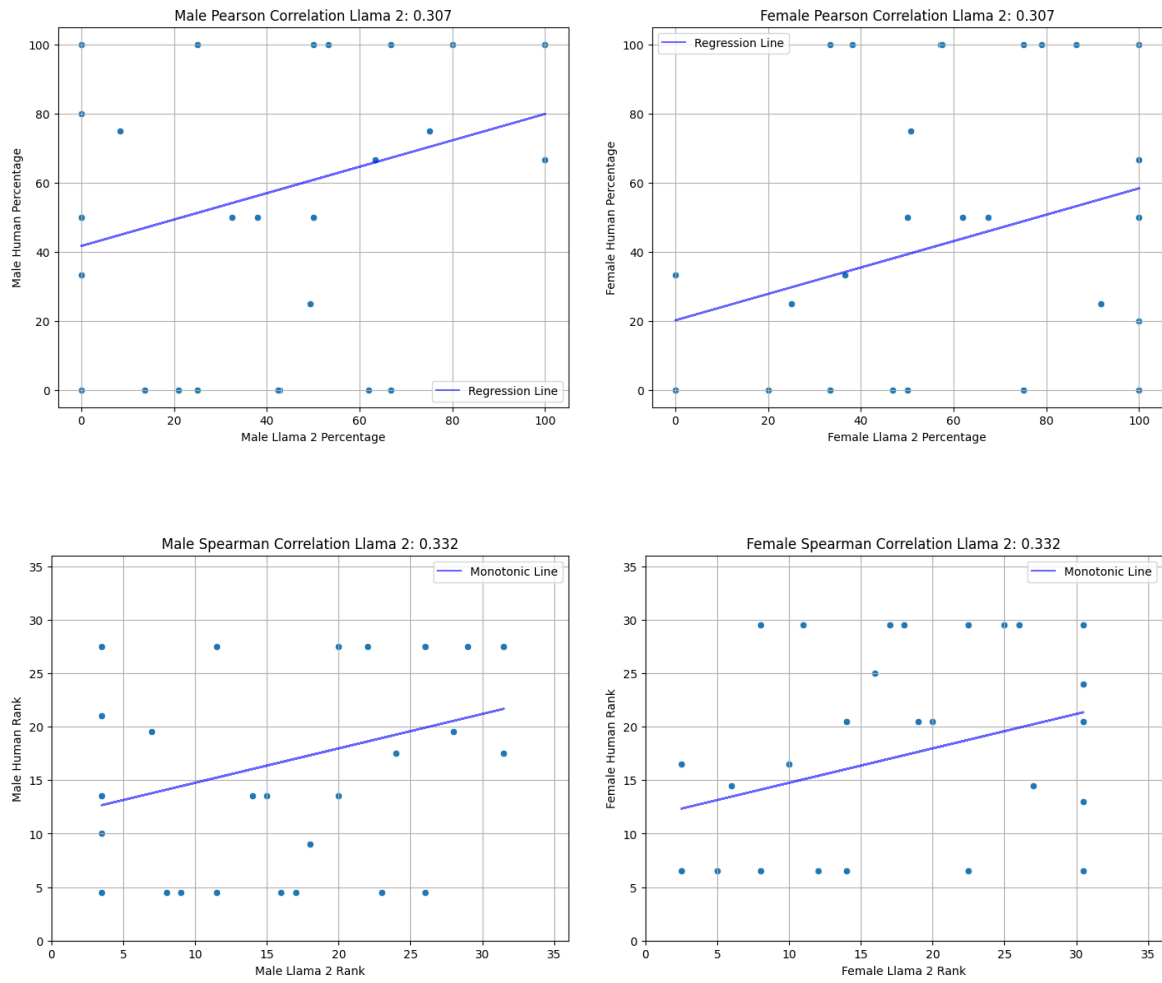 Male Pearson Correlation Llama 2: 0.307
100
80
60
40
20
0
Male Human Percentage
Regression Line
0 20 40 60 80 100
Male Llama 2 Percentage
Female Pearson Correlation Llama 2: 0.307
Regression Line
100
80
60
40
20
0
Female Human Percentage
0 20 40 60 80 100
Female Llama 2 Percentage
Male Spearman Correlation Llama 2: 0.332
Monotonic Line
35
30
25
20
15
10
5
0
Male Human Rank
0 5 10 15 20 25 30 35
Male Llama 2 Rank
Female Spearman Correlation Llama 2: 0.332
Monotonic Line
35
30
25
20
15
10
5
0
Female Human Rank
0 5 10 15 20 25 30 35
Female Llama 2 Rank